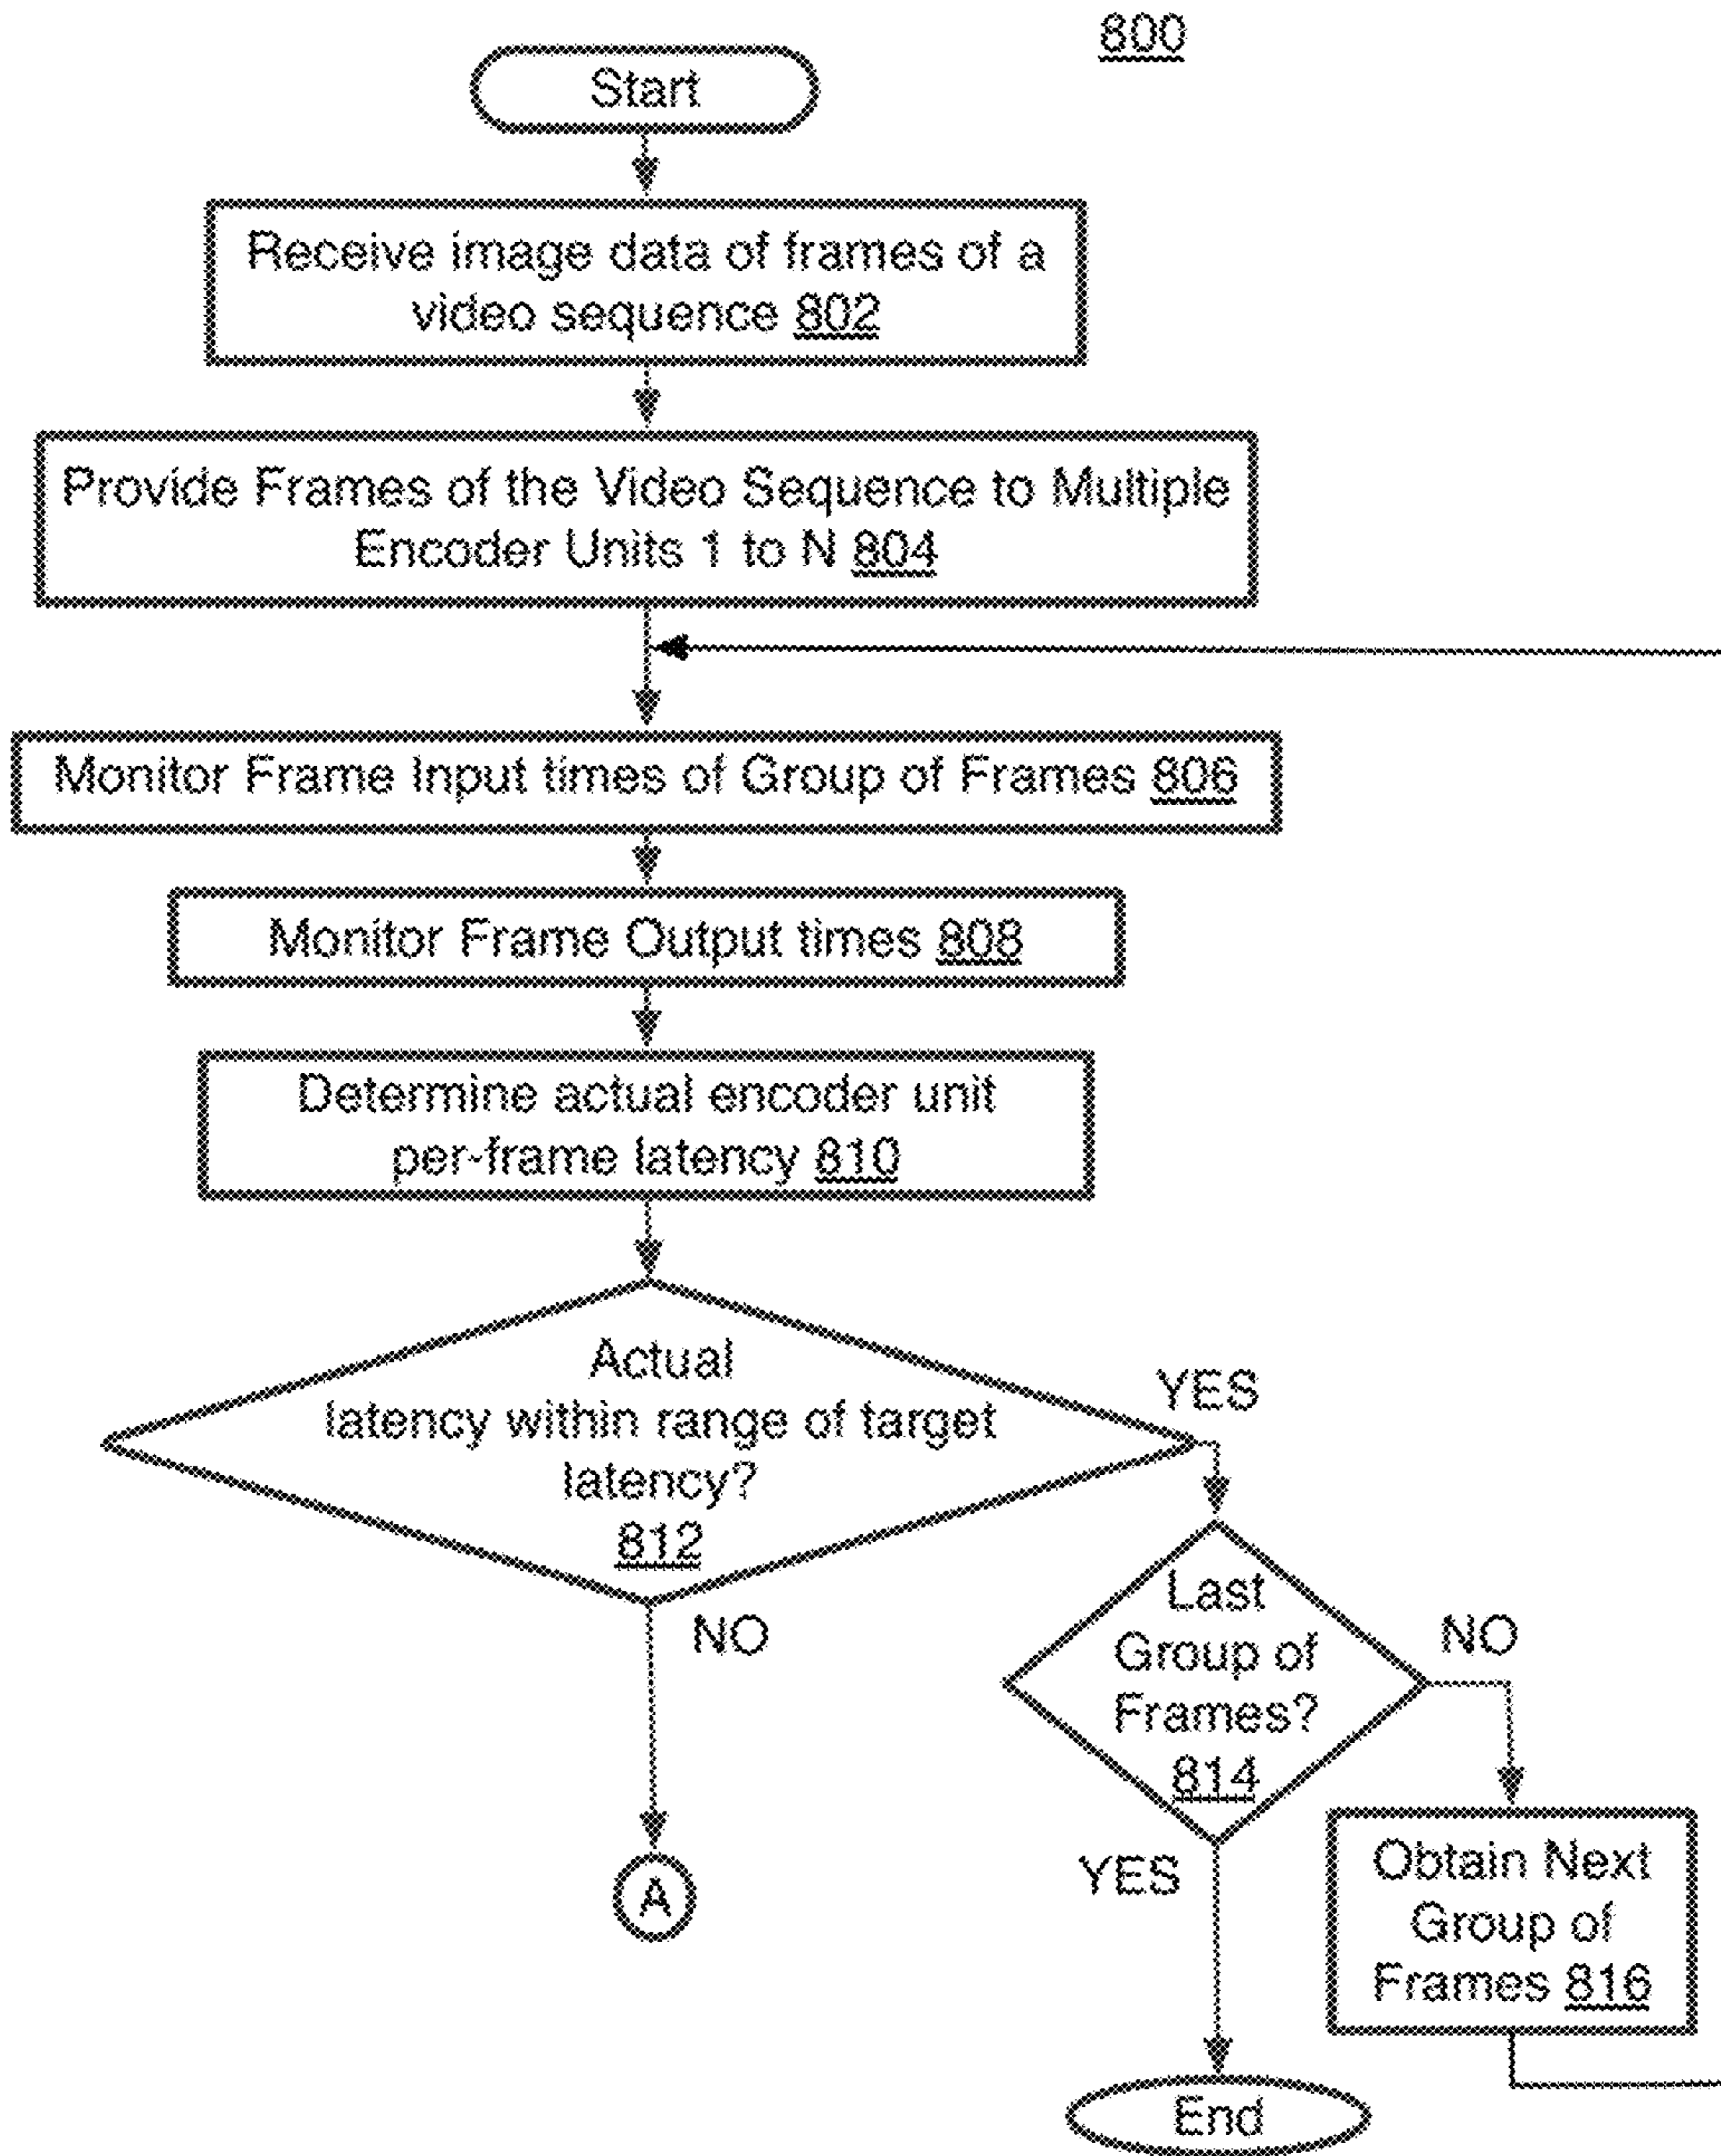 800
Start
Receive image data of frames of a
video sequence 802
Provide Frames of the Video Sequence to Multiple
Encoder Units 1 to N 804
Monitor Frame Input times of Group of Frames 806
Monitor Frame Output times 808
Determine actual encoder unit
per-frame latency 810
Actual
latency within range of target
latency?
812
YES
NO
Last
Group of
Frames?
814
NO
YES
A
Obtain Next
Group of
Frames 816
End